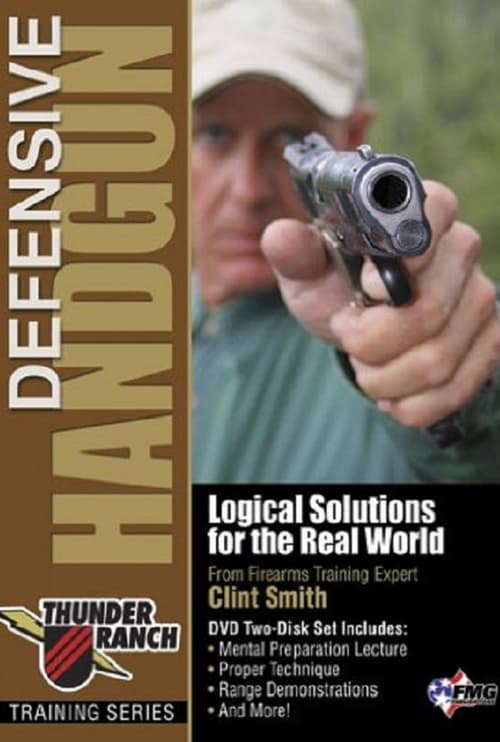 DEFENSIVE
HANDGUN
Logical Solutions
for the Real World
From Firearms Training Expert
Clint Smith
DVD Two-Disk Set Includes:
• Mental Preparation Lecture
• Proper Technique
• Range Demonstrations
• And More!
THUNDER
RANCH
TRAINING SERIES
FMG
PUBLICATIONS